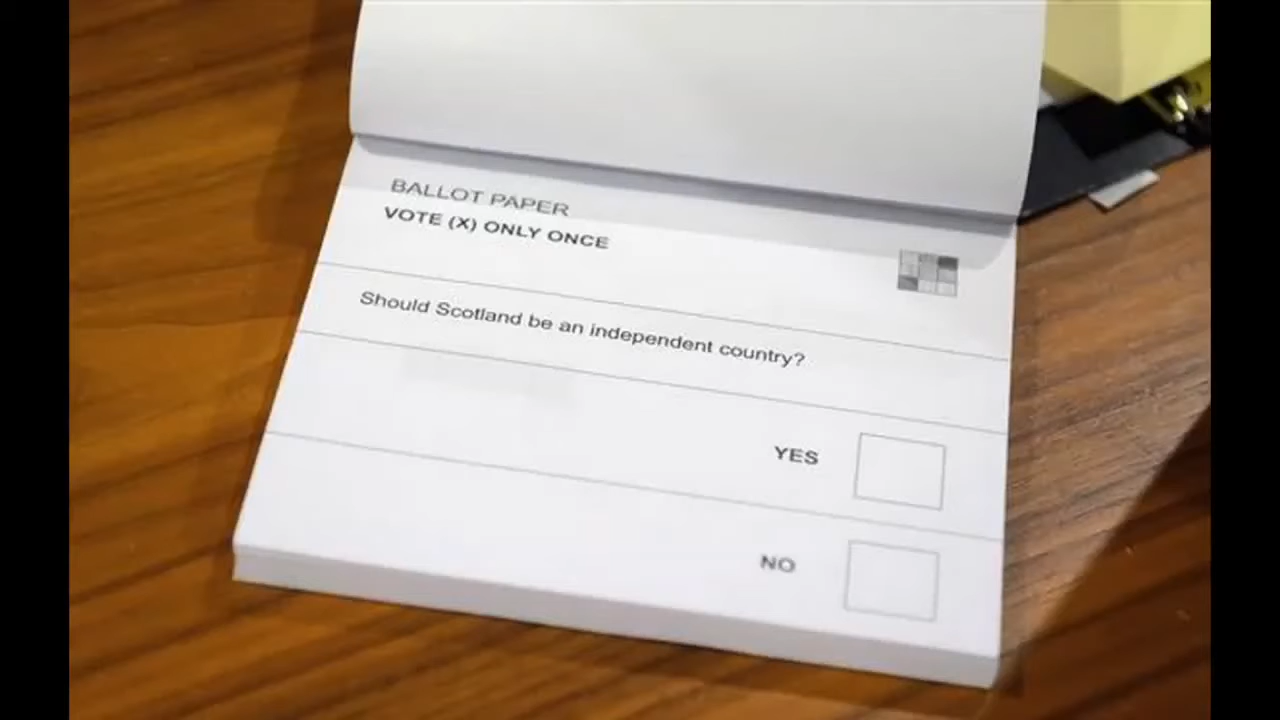 BALLOT PAPER
VOTE (X) ONLY ONCE
Should Scotland be an independent country?
YES
NO